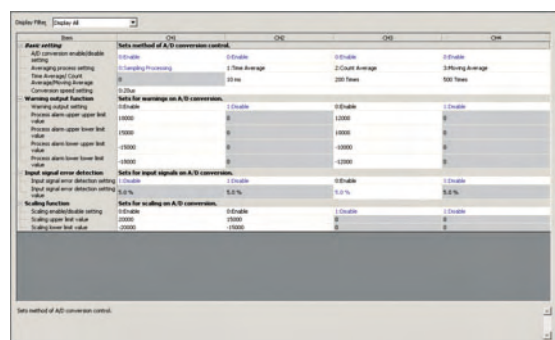 Display Filter Display All
Item CH1 CH2 CH3 CH4
Basic setting Sets method of A/D conversion control.
A/D conversion enable/disable setting 0:Enable 0:Enable 0:Enable 0:Enable
Averaging process setting 0:Sampling Processing 1:Time Average 2:Count Average 3:Moving Average
Time Average/ Count Average/Moving Average 0 10 ms 200 Times 500 Times
Conversion speed setting 0:20us
Warning output function Sets for warnings on A/D conversion.
Warning output setting 0:Enable 1:Disable 0:Enable 1:Disable
Process alarm upper upper limit value 0 12000 0
Process alarm upper lower limit value 15000 0 10000 0
Process alarm lower upper limit value -15000 0 -10000 0
Process alarm lower lower limit value 0 -12000 0
Input signal error detection Sets for input signals on A/D conversion.
Input signal error detection setting 1:Disable 1:Disable 0:Enable 1:Disable
Input signal error detection setting value 5.0 % 5.0 % 5.0 % 5.0 %
Scaling function Sets for scaling on A/D conversion.
Scaling enable/disable setting 0:Enable 0:Enable 1:Disable 1:Disable
Scaling upper limit value 20000 15000 0 0
Scaling lower limit value -20000 -15000 0 0
Sets method of A/D conversion control.